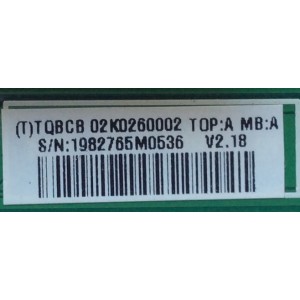 (T)TQBCB 02K0260002 TOP:A MB:A
S/N:1982765M0536 V2.18